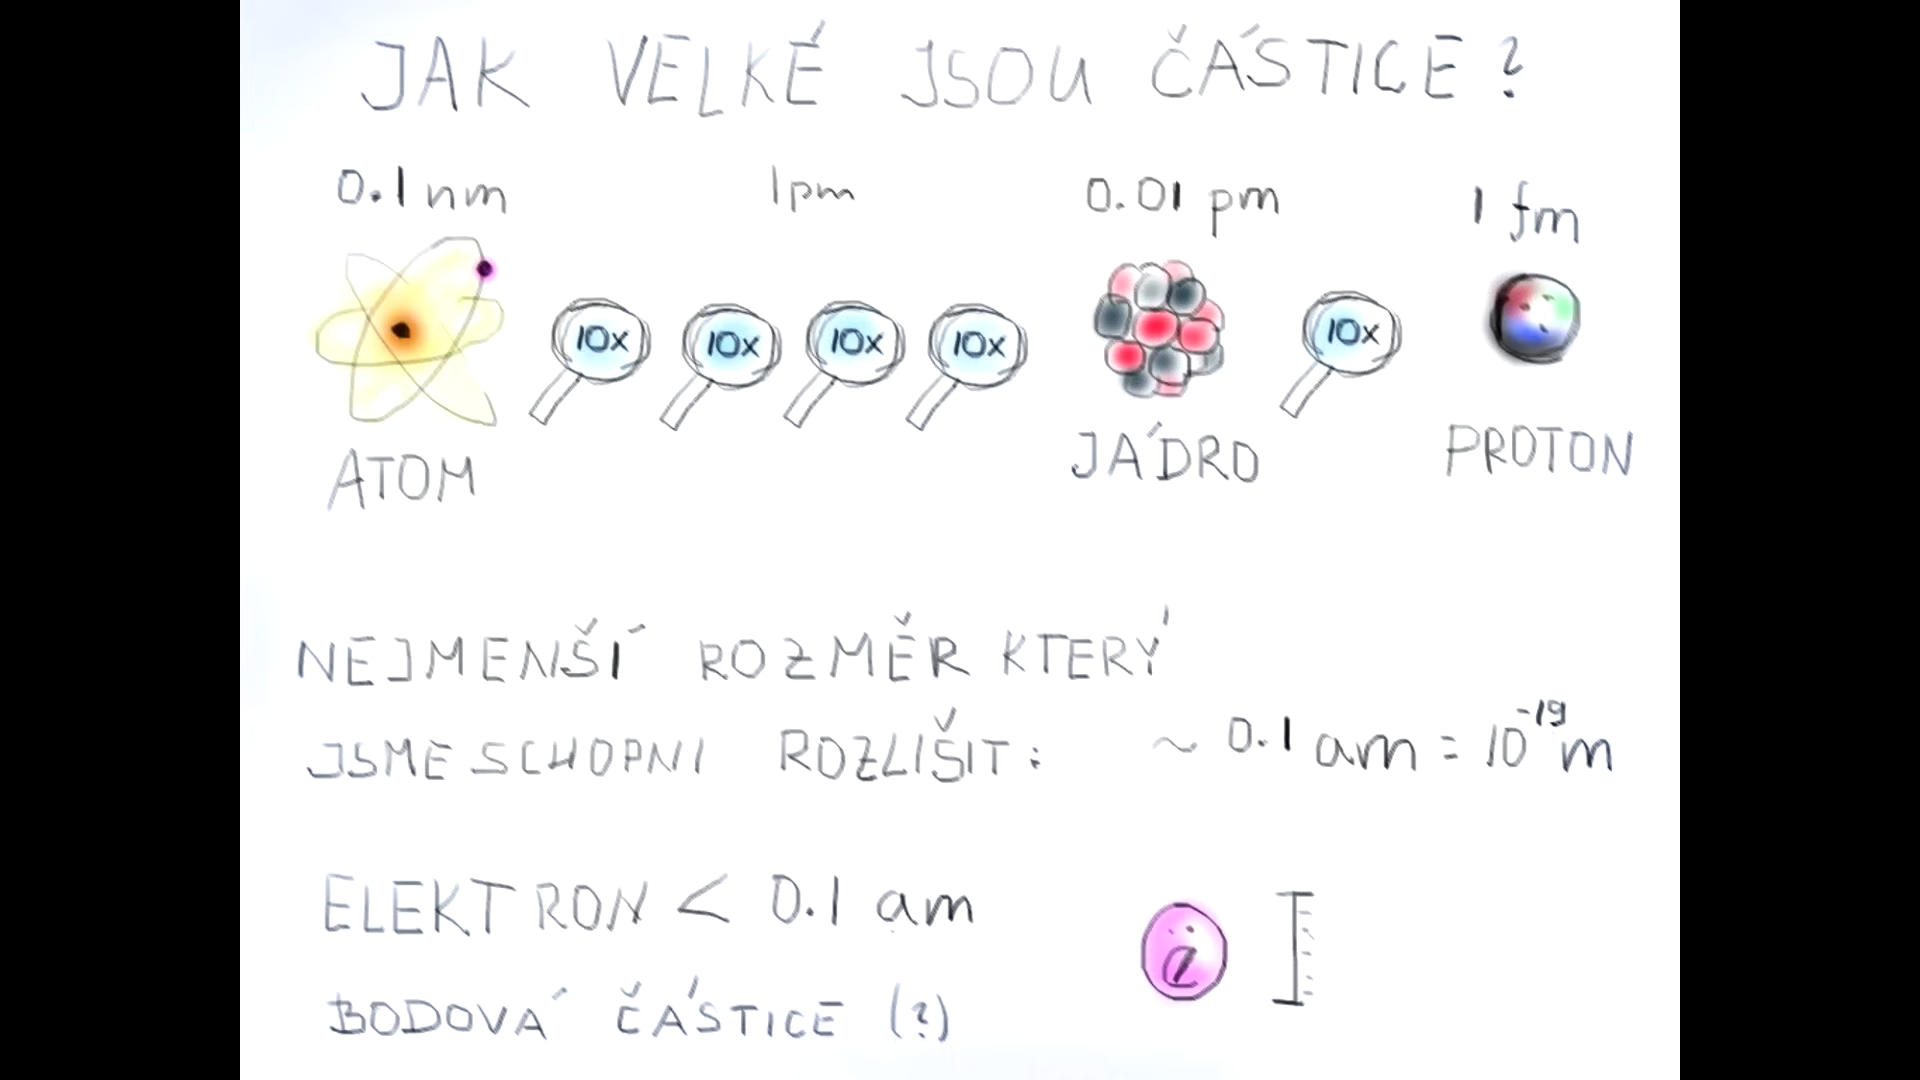 JAK VELKÉ JSOU ČÁSTICE?
0.1 nm 1pm 0.01 pm 1 fm
10x 10x 10x 10x 10x
ATOM JÁDRO PROTON
NEJMENŠÍ ROZMĚR KTERÝ
JSME SCHOPNI ROZLIŠIT: ~ 0.1 am = 10⁻¹⁹m
ELEKTRON < 0.1 am
BODOVÁ ČÁSTICE (?)